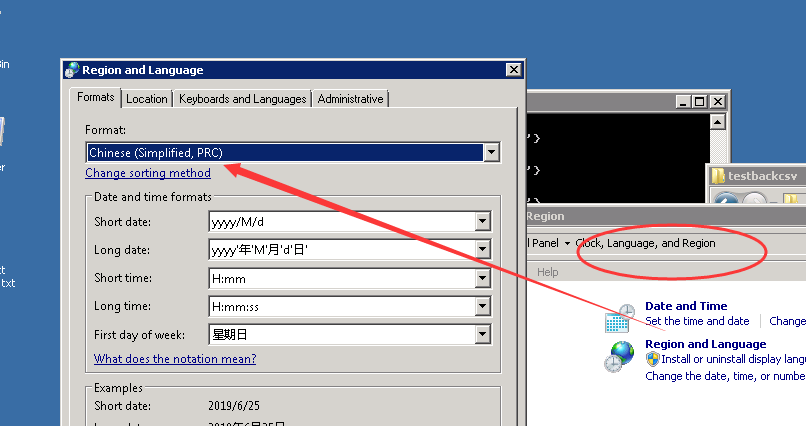 in
Region and Language
Formats
Location
Keyboards and Languages
Administrative
Format:
Chinese (Simplified, PRC)
Change sorting method
Date and time formats
Short date:
yyyy/M/d
Long date:
yyyy'年'M'月'd'日'
Short time:
H:mm
Long time:
H:mm:ss
First day of week:
星期日
What does the notation mean?
Examples
Short date:
2019/6/25
'}
'}
'}
testbackcsv
Region
l Panel
Clock, Language, and Region
Help
Date and Time
Set the time and date
Change
Region and Language
Install or uninstall display langu
Change the date, time, or numbe
r
t
txt